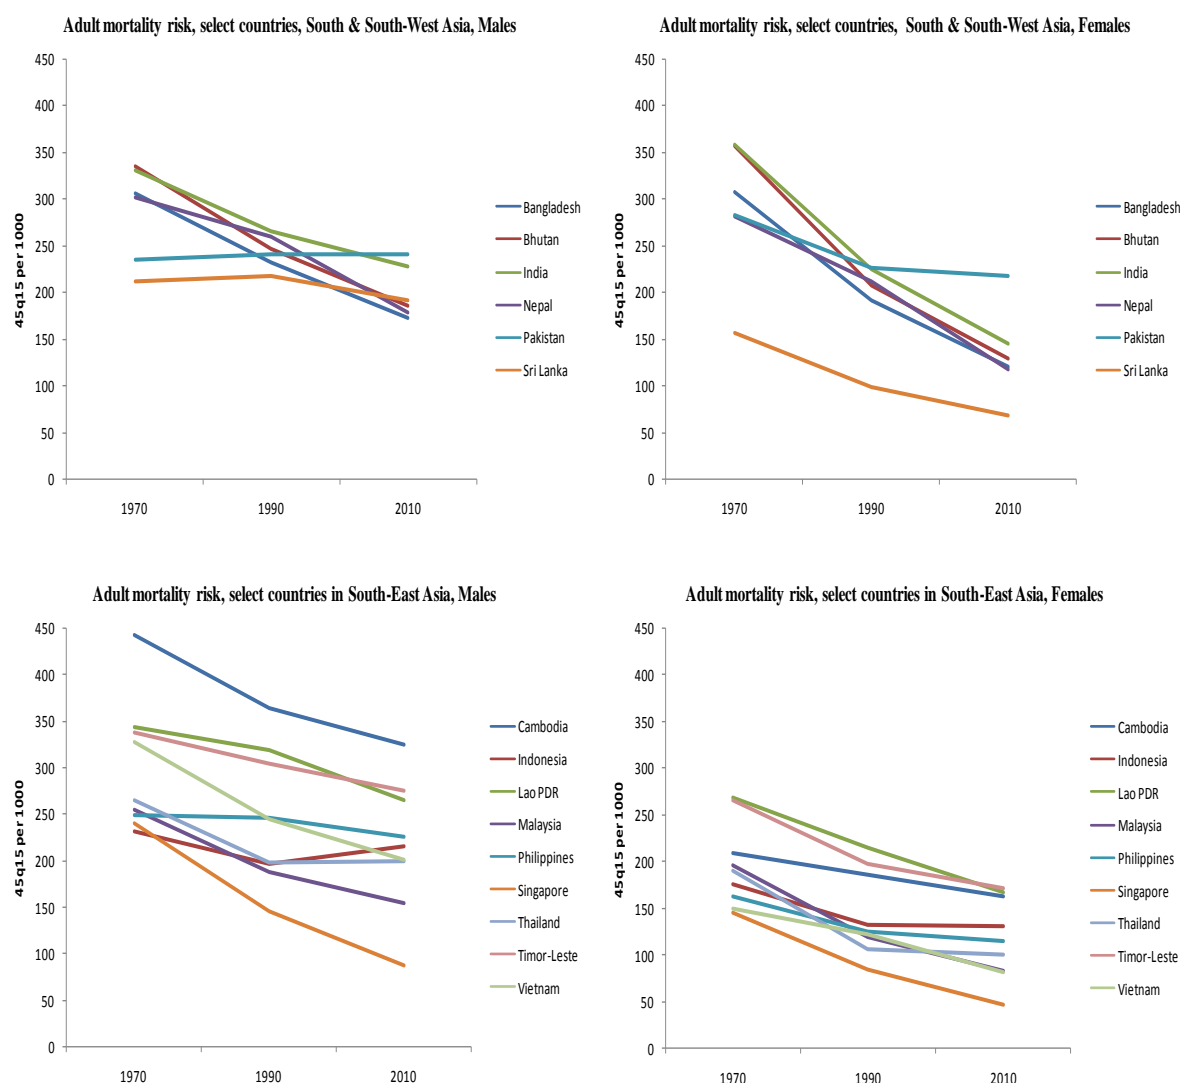 Adult mortality risk, select countries, South & South-West Asia, Males
450
400
350
300
250
200
150
100
50
0
45q15 per 1000
1970 1990 2010
Bangladesh
Bhutan
India
Nepal
Pakistan
Sri Lanka
Adult mortality risk, select countries, South & South-West Asia, Females
450
400
350
300
250
200
150
100
50
0
45q15 per 1000
1970 1990 2010
Bangladesh
Bhutan
India
Nepal
Pakistan
Sri Lanka
Adult mortality risk, select countries in South-East Asia, Males
450
400
350
300
250
200
150
100
50
0
45q15 per 1000
1970 1990 2010
Cambodia
Indonesia
Lao PDR
Malaysia
Philippines
Singapore
Thailand
Timor-Leste
Vietnam
Adult mortality risk, select countries in South-East Asia, Females
450
400
350
300
250
200
150
100
50
0
45q15 per 1000
1970 1990 2010
Cambodia
Indonesia
Lao PDR
Malaysia
Philippines
Singapore
Thailand
Timor-Leste
Vietnam